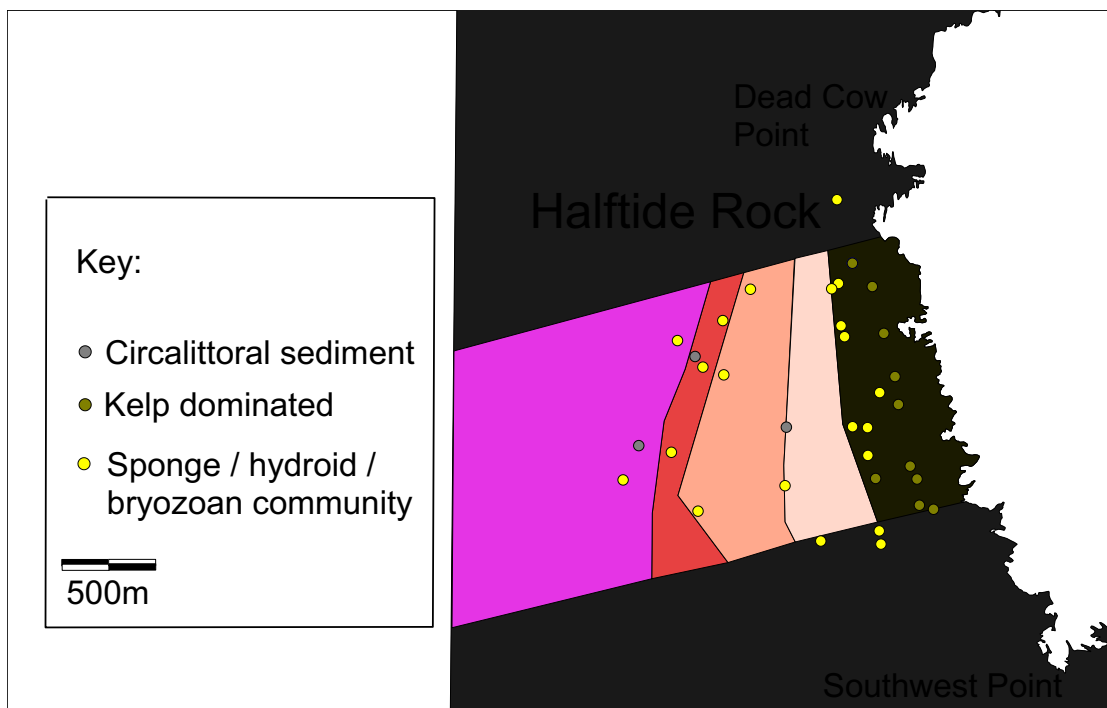 Dead Cow
Point
Halftide Rock
Key:
Circalittoral sediment
Kelp dominated
Sponge / hydroid /
bryozoan community
500m
Southwest Point